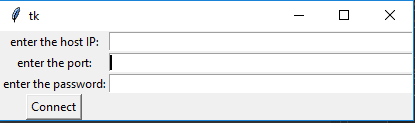 tk
enter the host IP:
enter the port:
enter the password:
Connect